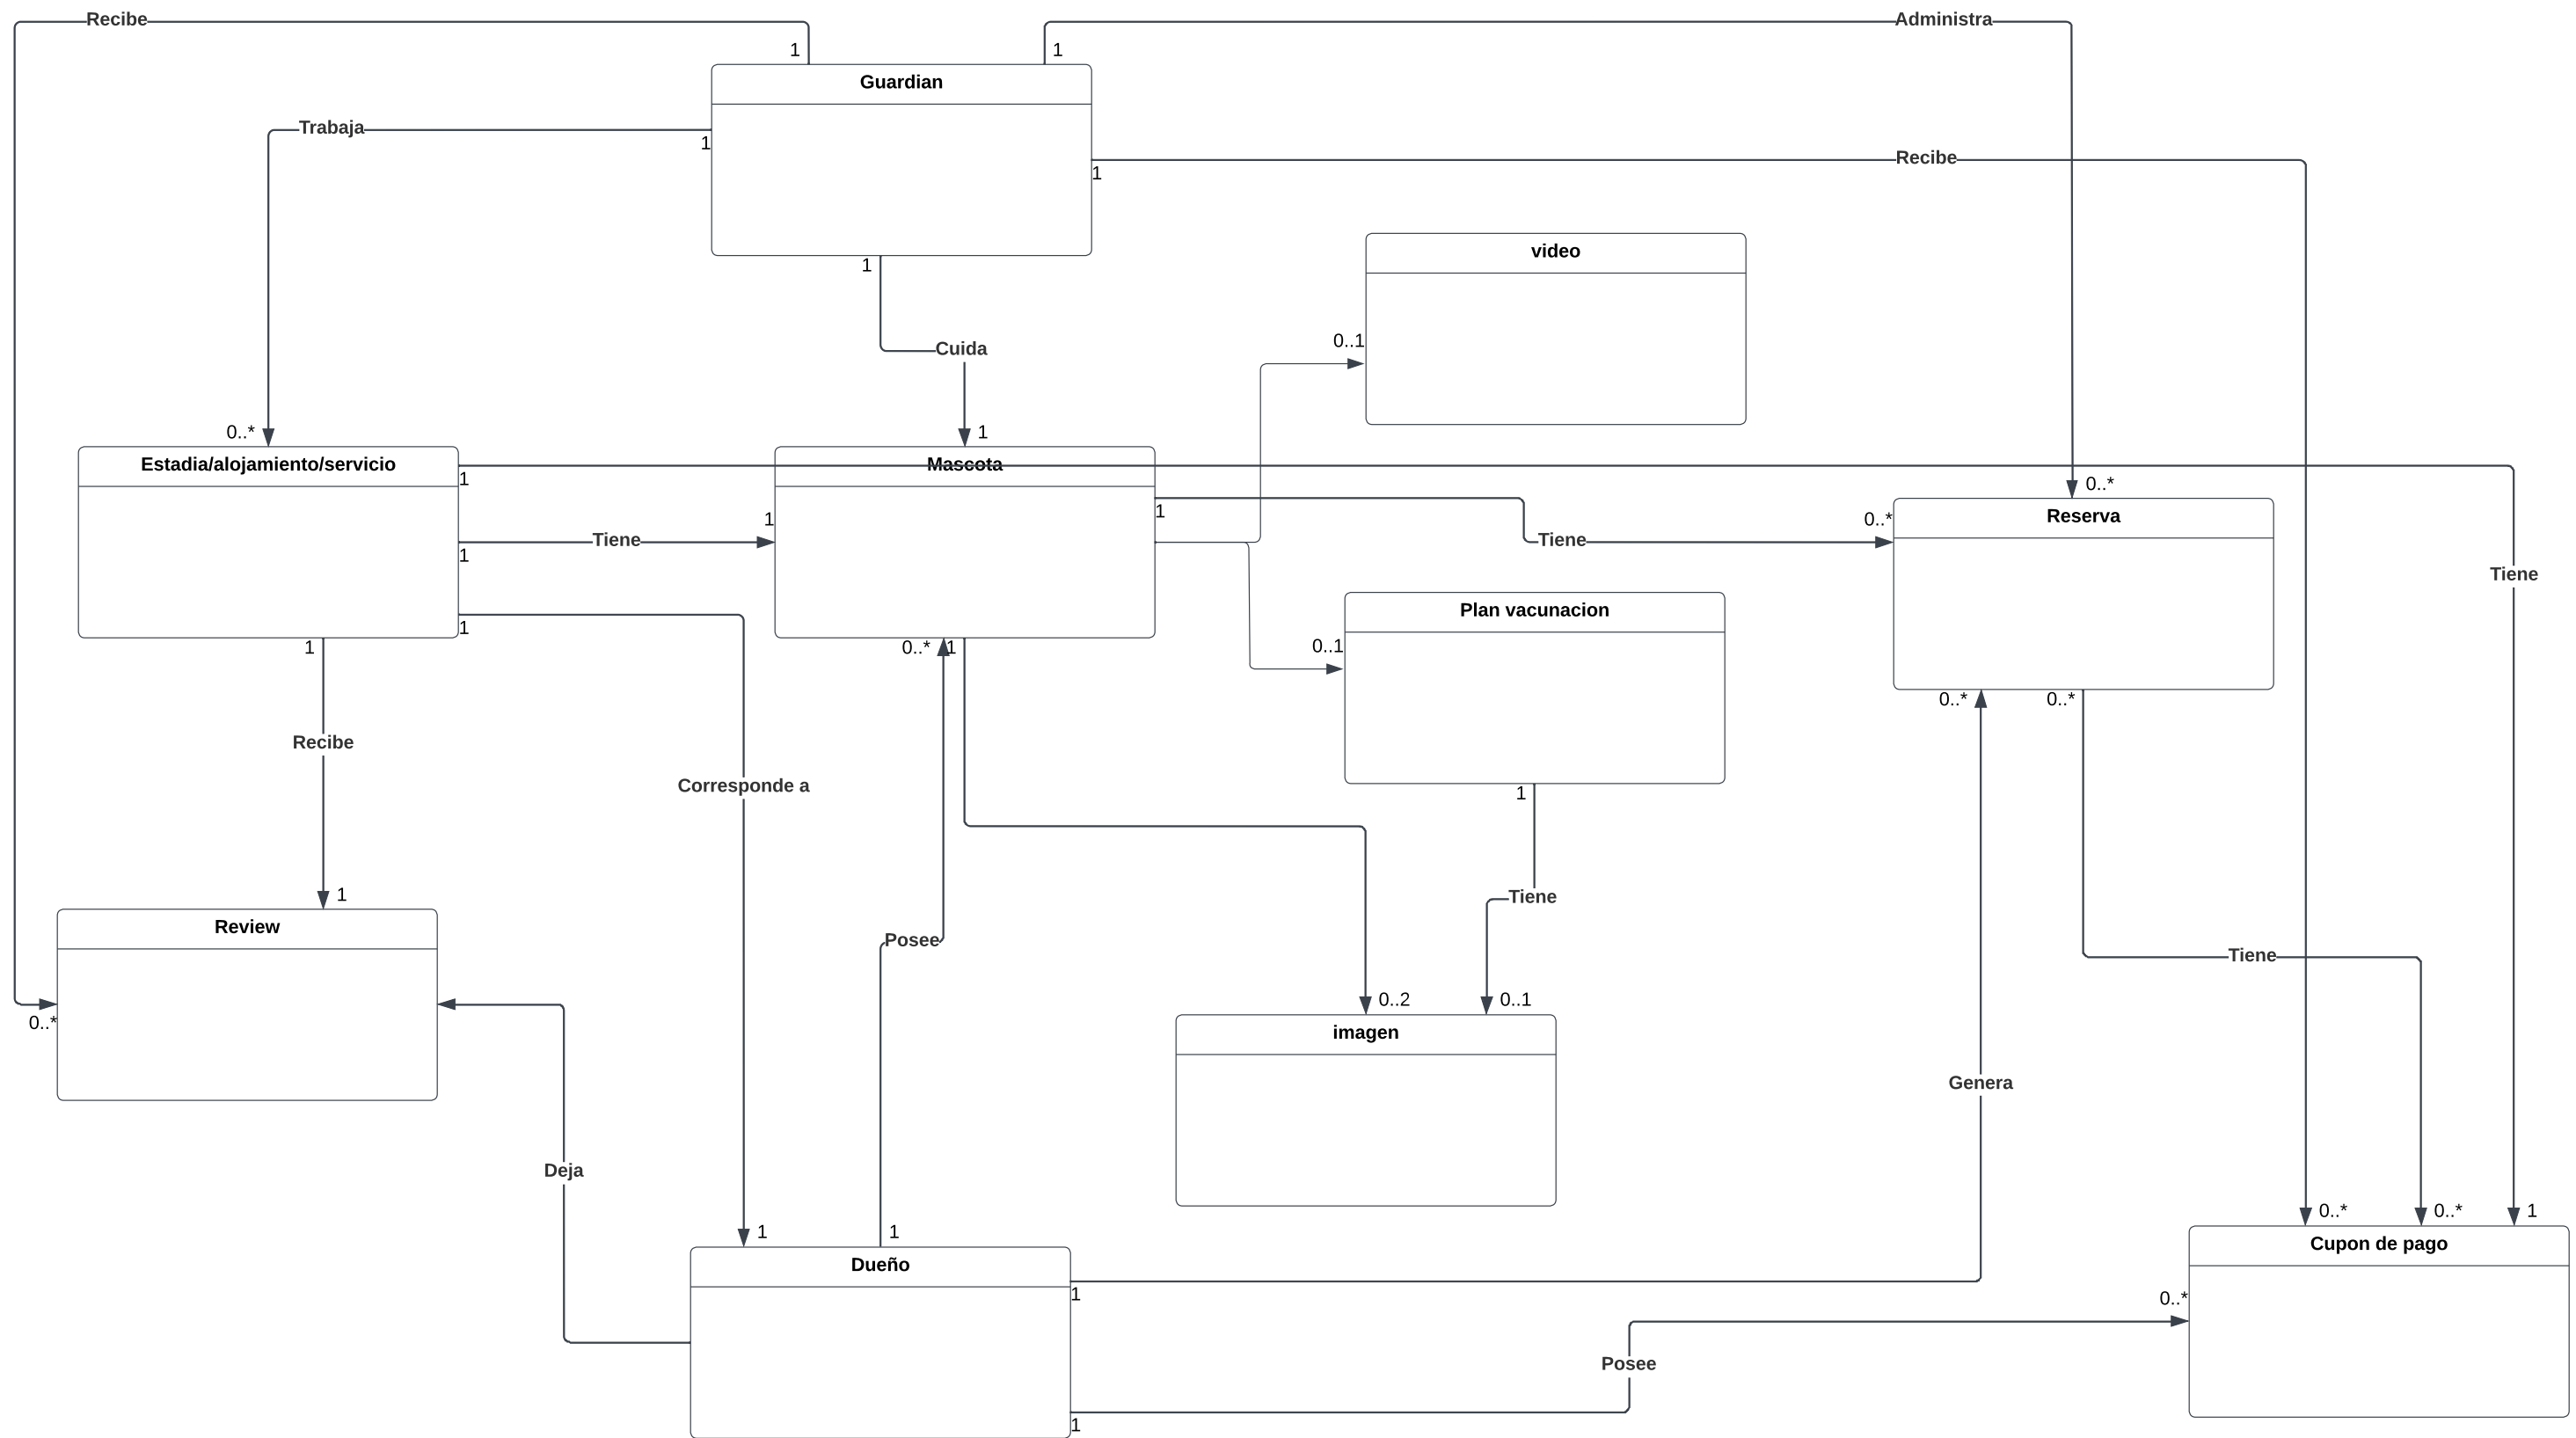 Recibe
Administra
1
1
Guardian
Trabaja
1
Recibe
1
video
1
0..1
Cuida
0..*
1
Estadia/alojamiento/servicio
Mascota
1
0..*
1
1
0..*
Reserva
Tiene
Tiene
1
Tiene
Plan vacunacion
1
0..1
1
0..*
1
0..*
0..*
Recibe
Corresponde a
1
1
Tiene
Review
Posee
Tiene
0..2
0..1
0..*
imagen
Genera
Deja
0..*
0..*
1
1
1
Cupon de pago
Dueño
1
0..*
Posee
1